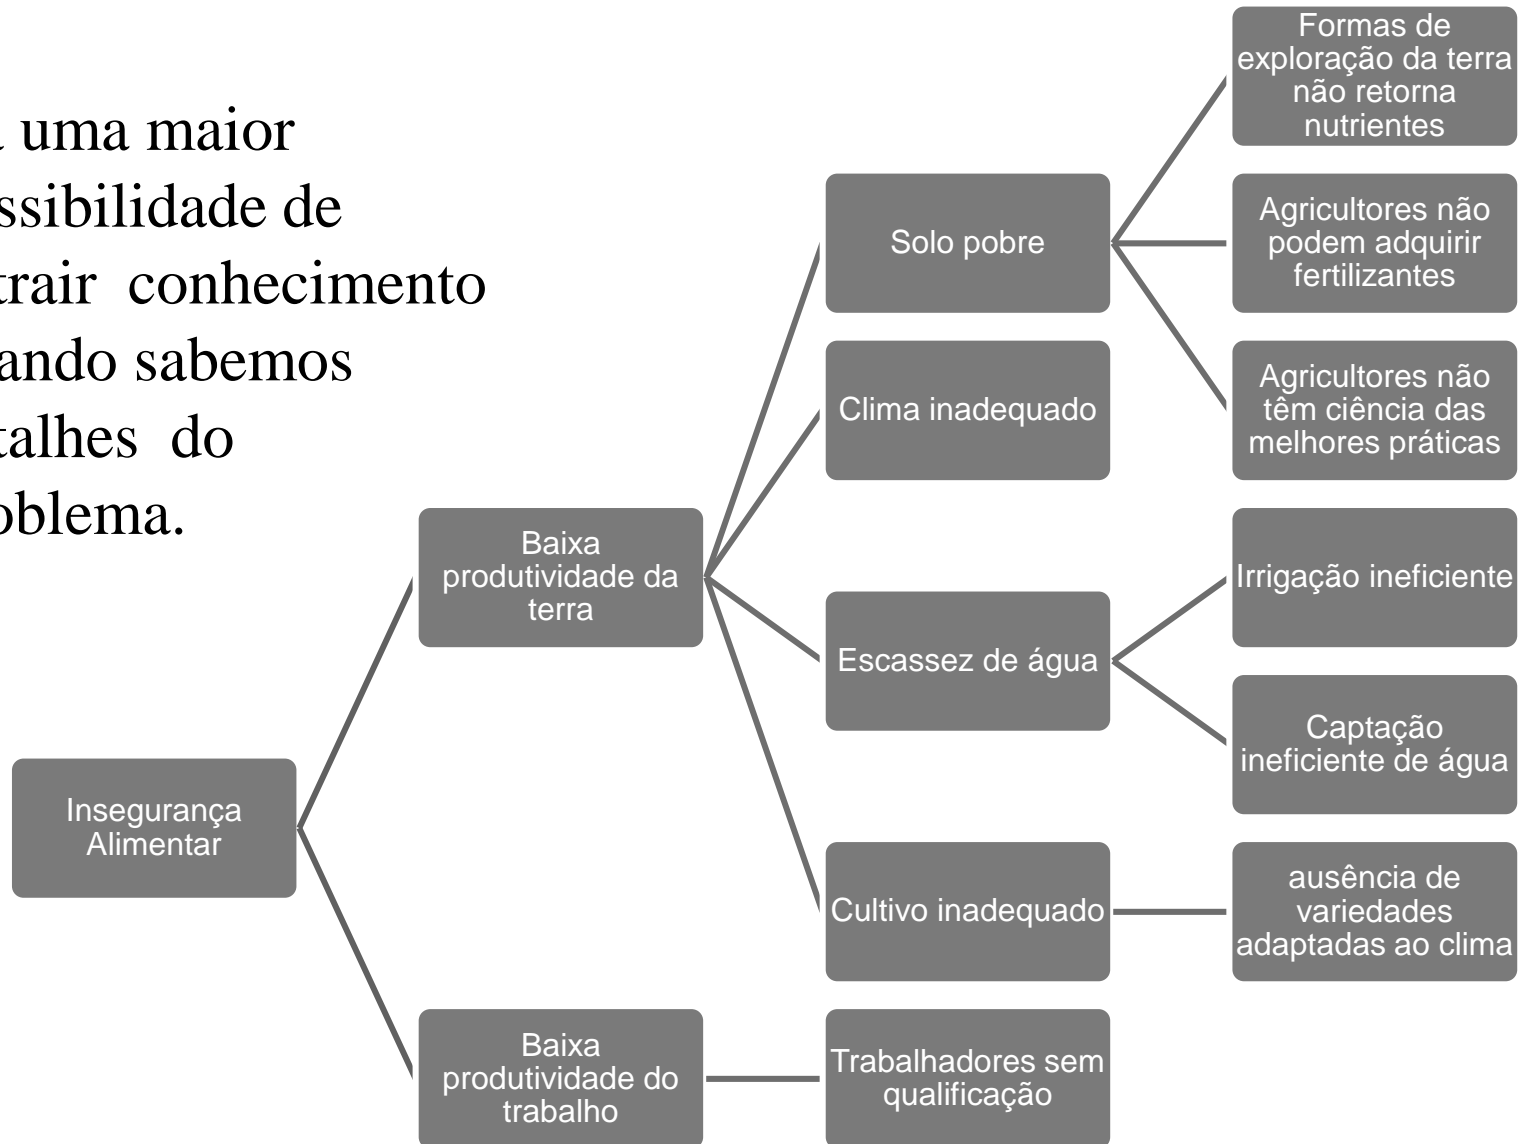 uma maior
ssibilidade de
trair conhecimento
ando sabemos
talhes do
oblema.
Formas de
exploração da terra
não retorna
nutrientes
Solo pobre
Agricultores não
podem adquirir
fertilizantes
Clima inadequado
Agricultores não
têm ciência das
melhores práticas
Baixa
produtividade da
terra
Irrigação ineficiente
Escassez de água
Captação
ineficiente de água
Insegurança
Alimentar
Cultivo inadequado
ausência de
variedades
adaptadas ao clima
Baixa
produtividade do
trabalho
Trabalhadores sem
qualificação